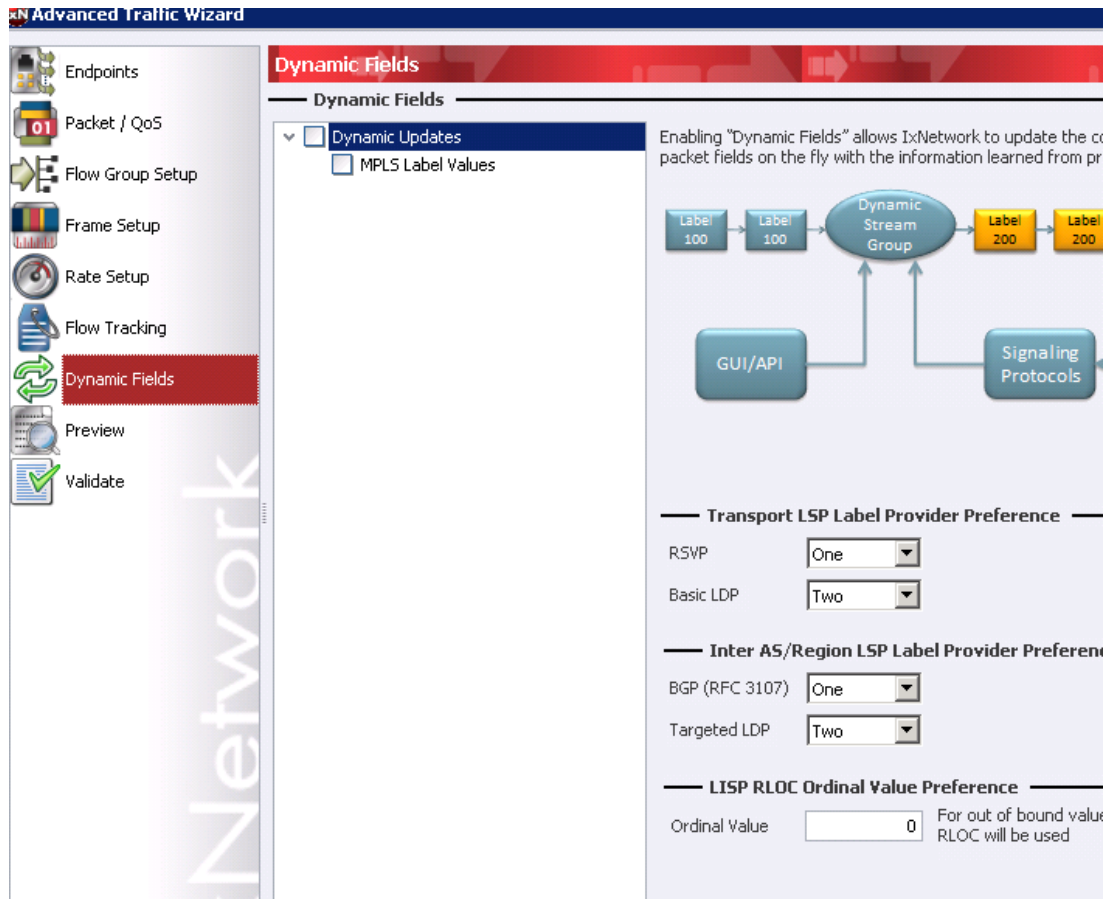 xN Advanced Traffic Wizard
Endpoints
Packet / QoS
Flow Group Setup
Frame Setup
Rate Setup
Flow Tracking
Dynamic Fields
Preview
Validate
Dynamic Fields
Dynamic Fields
Dynamic Updates
MPLS Label Values
Enabling "Dynamic Fields" allows IxNetwork to update the co
packet fields on the fly with the information learned from pr
Label 100
Label 100
Dynamic Stream Group
Label 200
Label 200
GUI/API
Signaling Protocols
Transport LSP Label Provider Preference
RSVP One
Basic LDP Two
Inter AS/Region LSP Label Provider Preferenc
BGP (RFC 3107) One
Targeted LDP Two
LISP RLOC Ordinal Value Preference
Ordinal Value 0 For out of bound value
RLOC will be used
Network
01